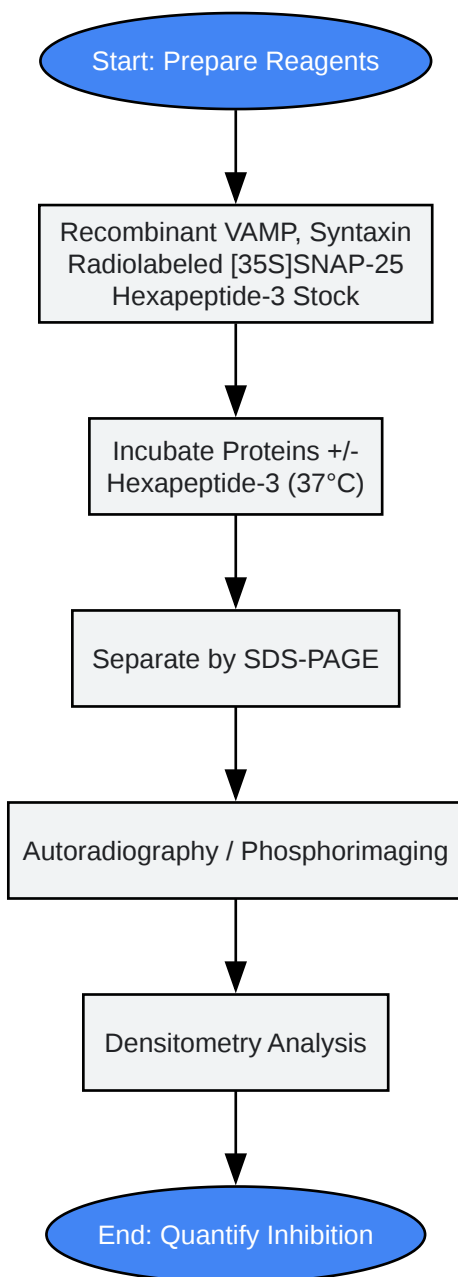 Start: Prepare Reagents
Recombinant VAMP, Syntaxin
Radiolabeled [35S]SNAP-25
Hexapeptide-3 Stock
Incubate Proteins +/-
Hexapeptide-3 (37°C)
Separate by SDS-PAGE
Autoradiography / Phosphorimaging
Densitometry Analysis
End: Quantify Inhibition